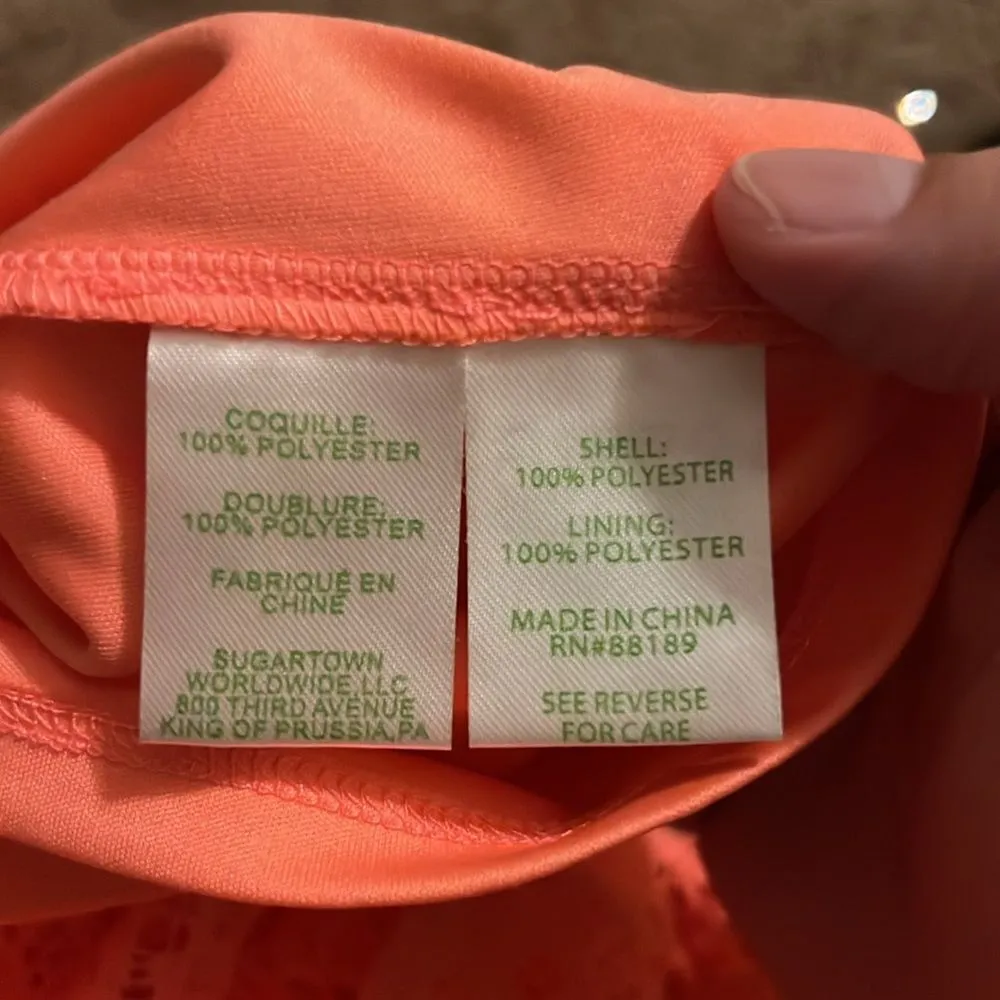 COQUILLE:
100% POLYESTER
DOUBLURE:
100% POLYESTER
FABRIQUÉ EN
CHINE
SUGARTOWN
WORLDWIDE,LLC
800 THIRD AVENUE
KING OF PRUSSIA,PA
SHELL:
100% POLYESTER
LINING:
100% POLYESTER
MADE IN CHINA
RN#88189
SEE REVERSE
FOR CARE